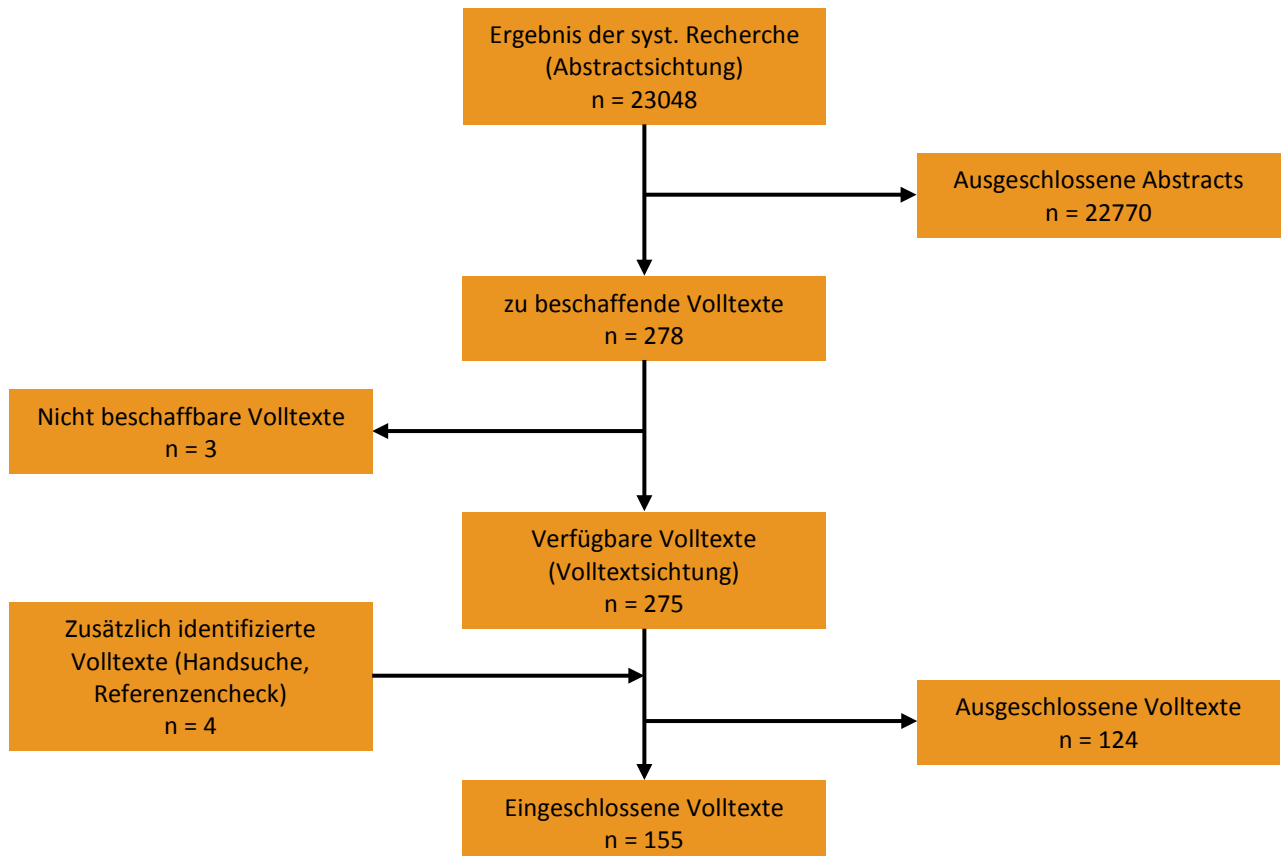 Ergebnis der syst. Recherche
(Abstractsichtung)
n = 23048
Ausgeschlossene Abstracts
n = 22770
zu beschaffende Volltexte
n = 278
Nicht beschaffbare Volltexte
n = 3
Verfügbare Volltexte
(Volltextsichtung)
n = 275
Zusätzlich identifizierte
Volltexte (Handsuche,
Referenzencheck)
n = 4
Ausgeschlossene Volltexte
n = 124
Eingeschlossene Volltexte
n = 155